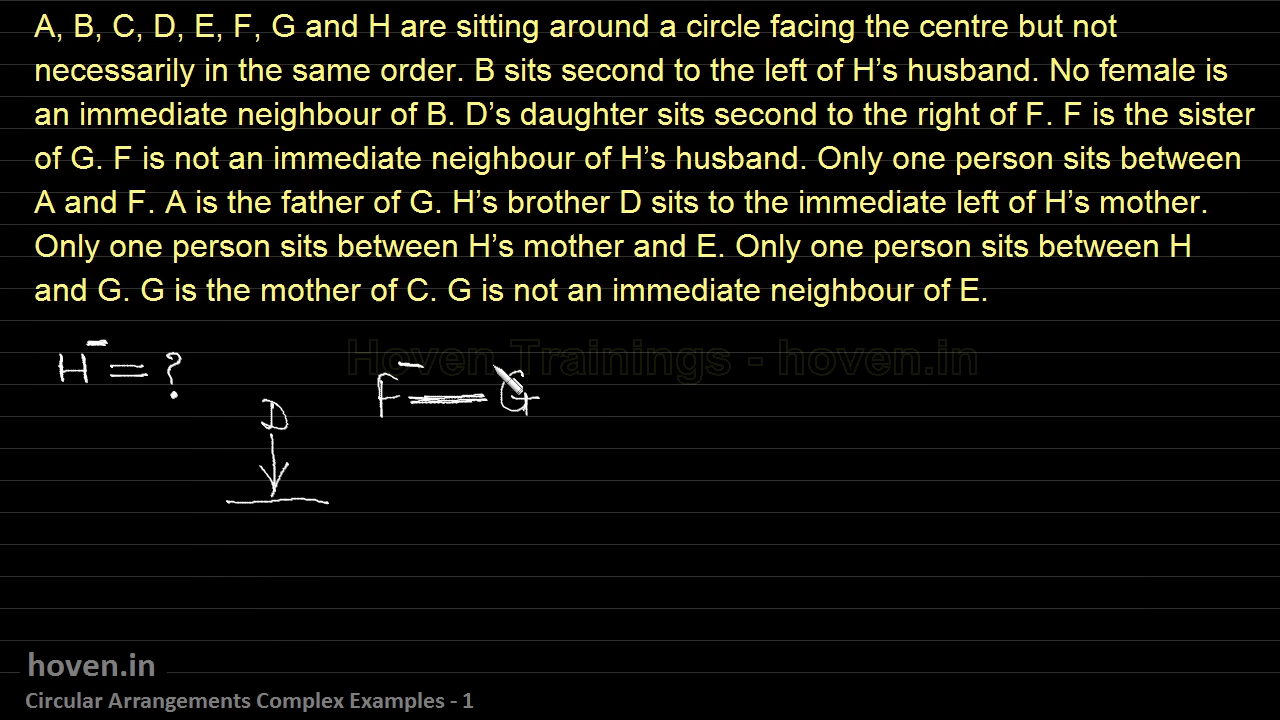 A, B, C, D, E, F, G and H are sitting around a circle facing the centre but not
necessarily in the same order. B sits second to the left of H's husband. No female is
an immediate neighbour of B. D's daughter sits second to the right of F. F is the sister
of G. F is not an immediate neighbour of H's husband. Only one person sits between
A and F. A is the father of G. H's brother D sits to the immediate left of H's mother.
Only one person sits between H's mother and E. Only one person sits between H
and G. G is the mother of C. G is not an immediate neighbour of E.
Hoven Trainings - hoven.in
H⁻ = ?
F⁻ = G
D
hoven.in
Circular Arrangements Complex Examples - 1